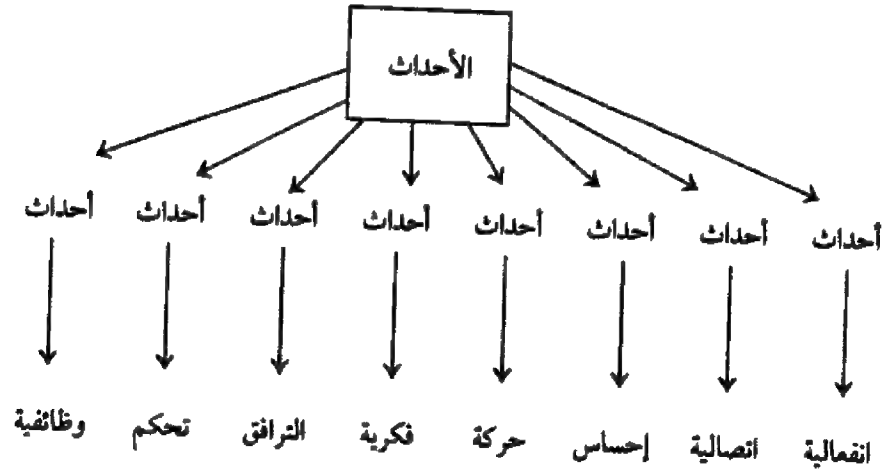 الأحداث
أحداث أحداث أحداث أحداث أحداث أحداث أحداث أحداث
انفعالية اتصالية إحساس حركة فكرية الترافق تحكم وظائفية